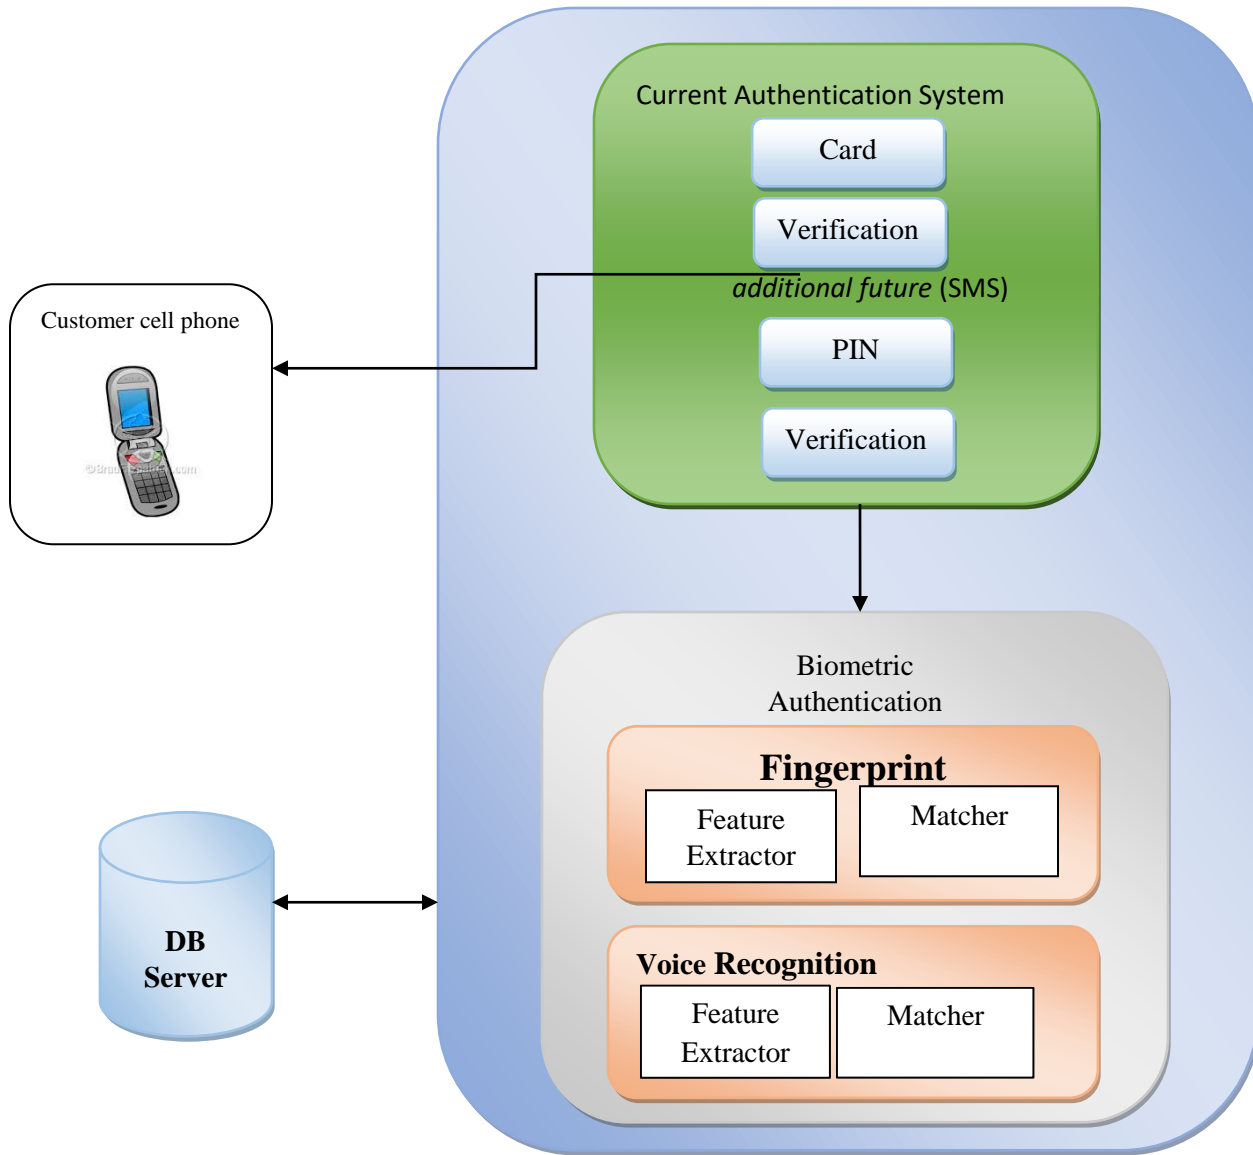 Current Authentication System
Card
Verification
additional future (SMS)
PIN
Verification
Customer cell phone
Biometric
Authentication
Fingerprint
Feature
Extractor
Matcher
Voice Recognition
Feature
Extractor
Matcher
DB
Server